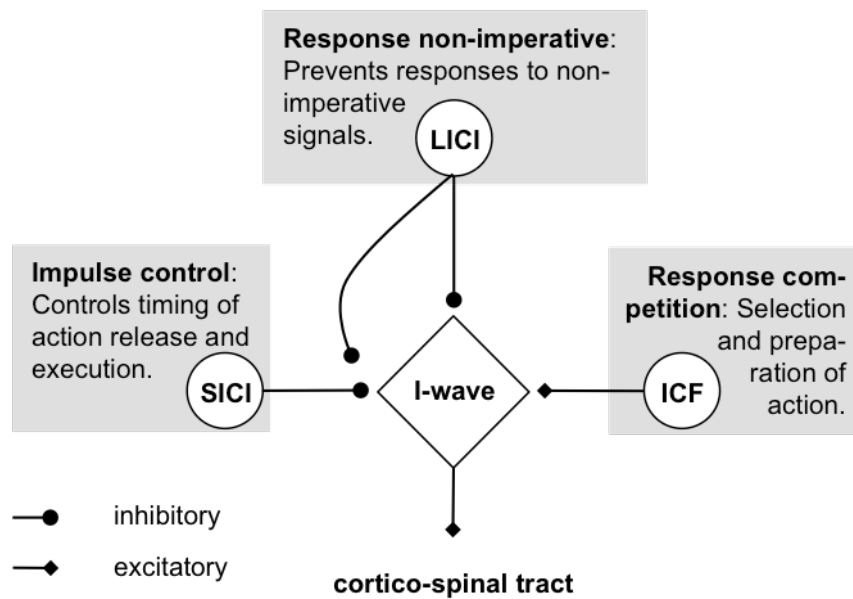 Response non-imperative:
Prevents responses to non-
imperative
signals.
LICI
Impulse control:
Controls timing of
action release and
execution.
SICI
I-wave
Response com-
petition: Selection
and prepa-
ration of
action.
ICF
inhibitory
excitatory
cortico-spinal tract